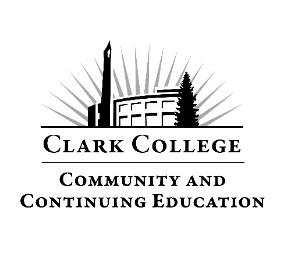 Clark College
Community and
Continuing Education